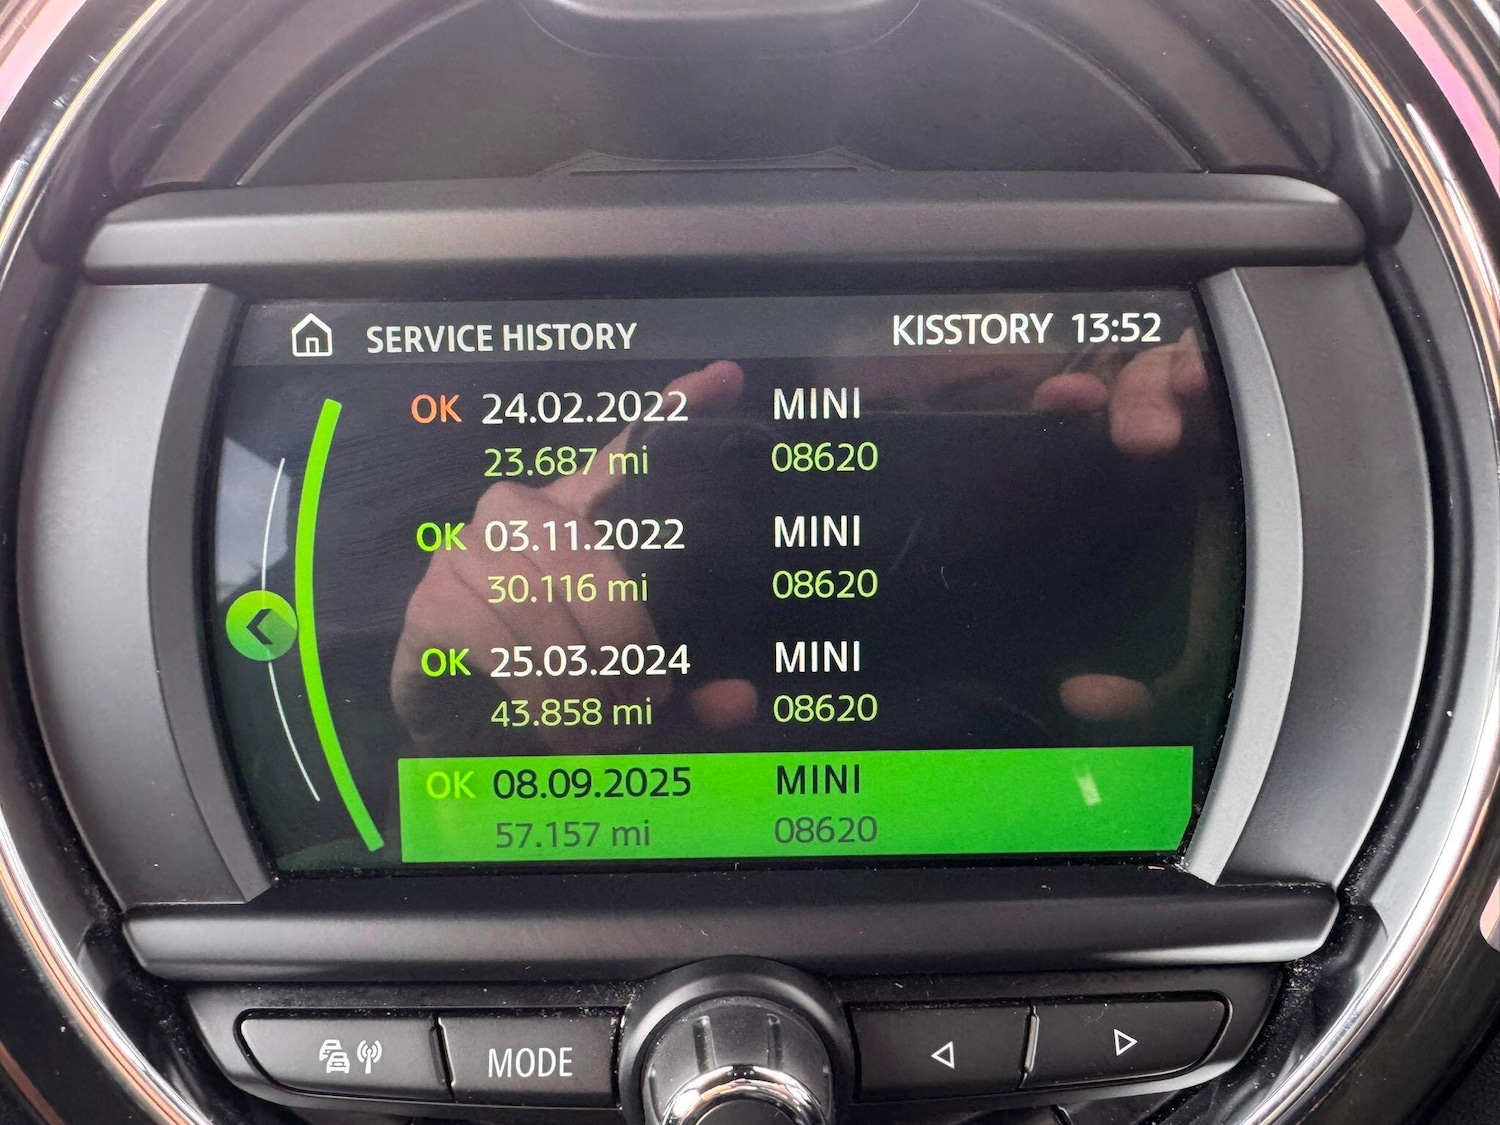 SERVICE HISTORY KISSTORY 13:52
OK 24.02.2022 MINI
23.687 mi 08620
OK 03.11.2022 MINI
30.116 mi 08620
OK 25.03.2024 MINI
43.858 mi 08620
OK 08.09.2025 MINI
57.157 mi 08620
MODE